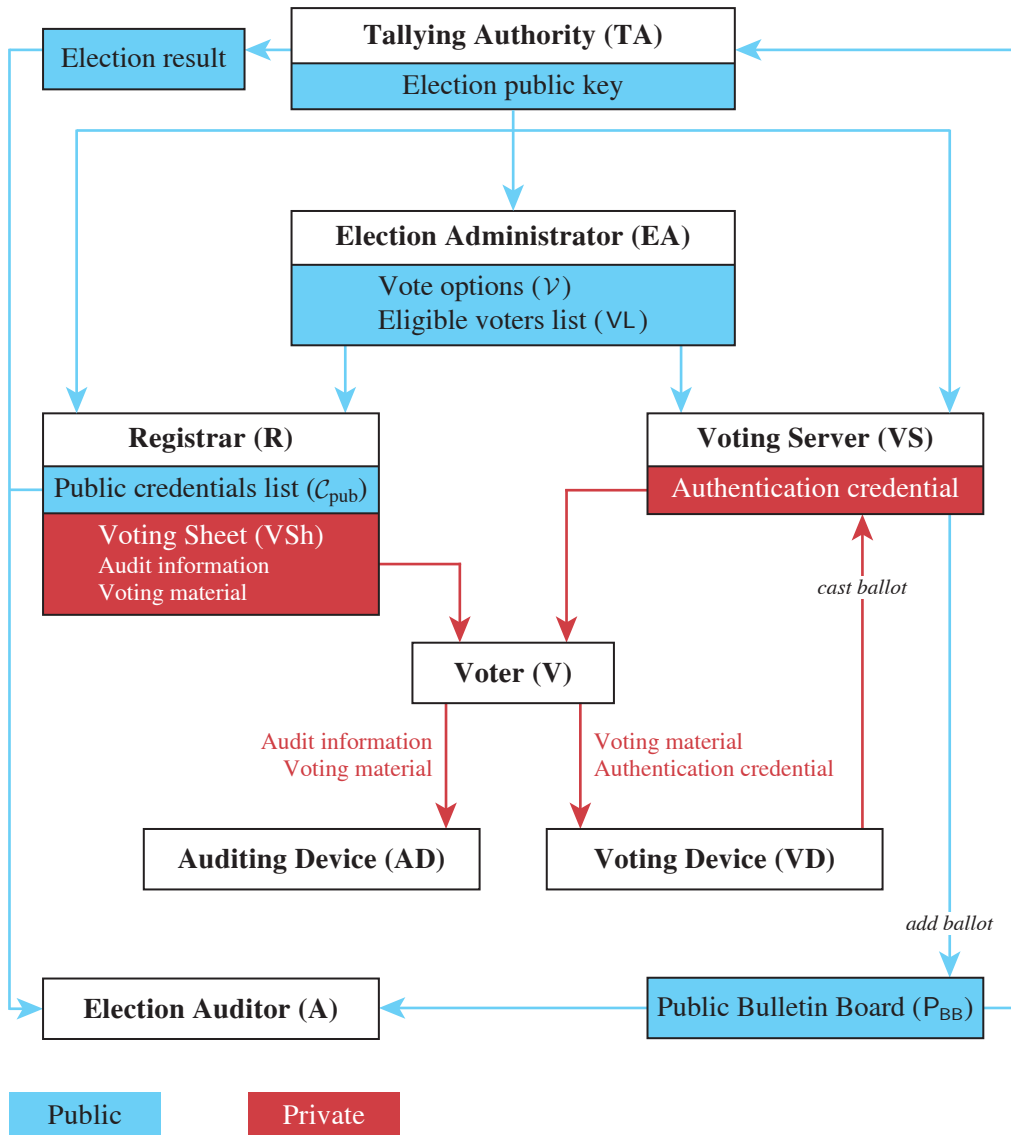 Tallying Authority (TA)
Election result
Election public key
Election Administrator (EA)
Vote options (𝒱)
Eligible voters list (VL)
Registrar (R)
Public credentials list (𝒞pub)
Voting Sheet (VSh)
Audit information
Voting material
Voting Server (VS)
Authentication credential
cast ballot
Voter (V)
Audit information
Voting material
Voting material
Authentication credential
Auditing Device (AD)
Voting Device (VD)
add ballot
Election Auditor (A)
Public Bulletin Board (PBB)
Public
Private